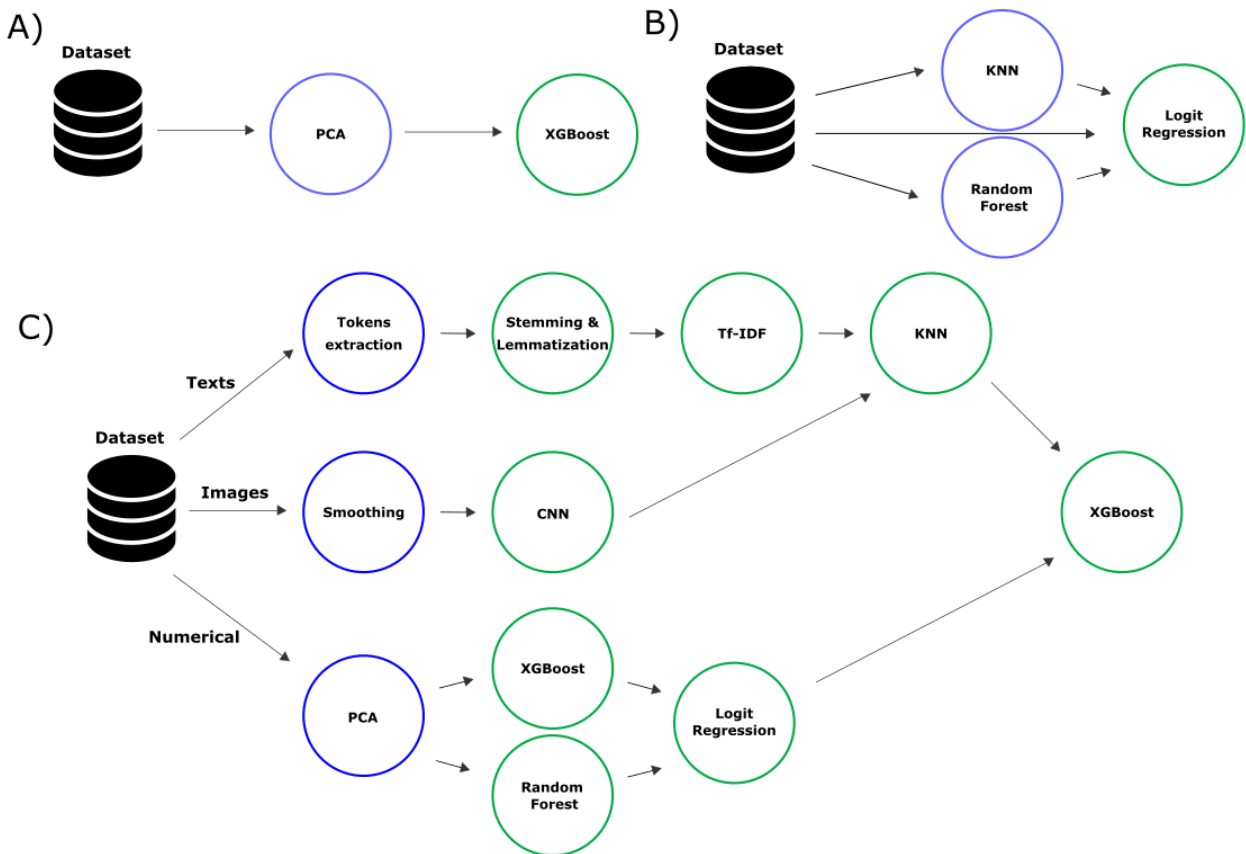 A)
Dataset
PCA
XGBoost
B)
Dataset
KNN
Logit
Regression
Random
Forest
C)
Dataset
Texts
Tokens
extraction
Stemming &
Lemmatization
Tf-IDF
KNN
Images
Smoothing
CNN
XGBoost
Numerical
PCA
XGBoost
Random
Forest
Logit
Regression